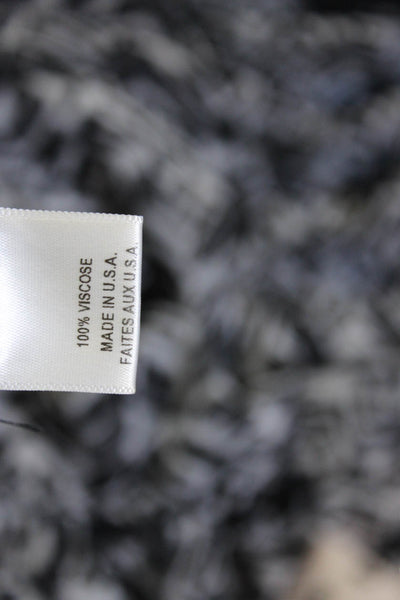 100% VISCOSE
MADE IN U.S.A.
FAITES AUX U.S.A.